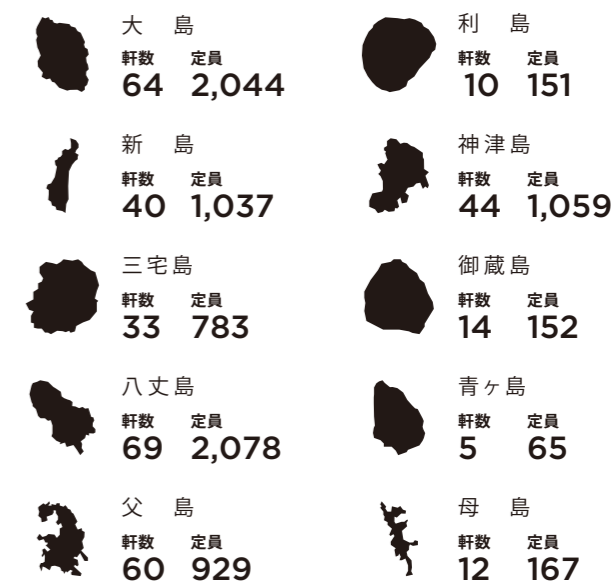 大 島
軒数 定員
64 2,044
利 島
軒数 定員
10 151
新 島
軒数 定員
40 1,037
神津島
軒数 定員
44 1,059
三宅島
軒数 定員
33 783
御蔵島
軒数 定員
14 152
八丈島
軒数 定員
69 2,078
青ヶ島
軒数 定員
5 65
父 島
軒数 定員
60 929
母 島
軒数 定員
12 167